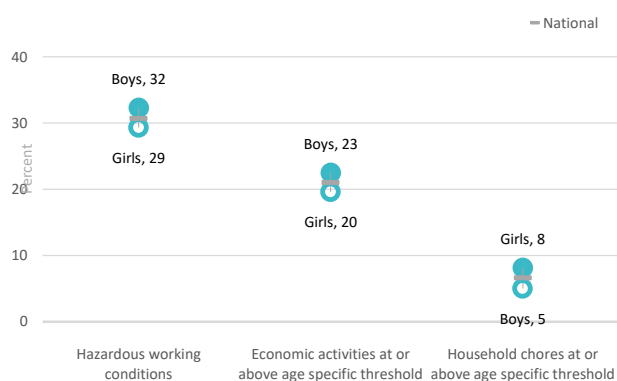 National
40
Boys, 32
30
Girls, 29
Boys, 23
Percent
20
Girls, 20
10
Girls, 8
Boys, 5
0
Hazardous working
conditions
Economic activities at or
above age specific threshold
Household chores at or
above age specific threshold